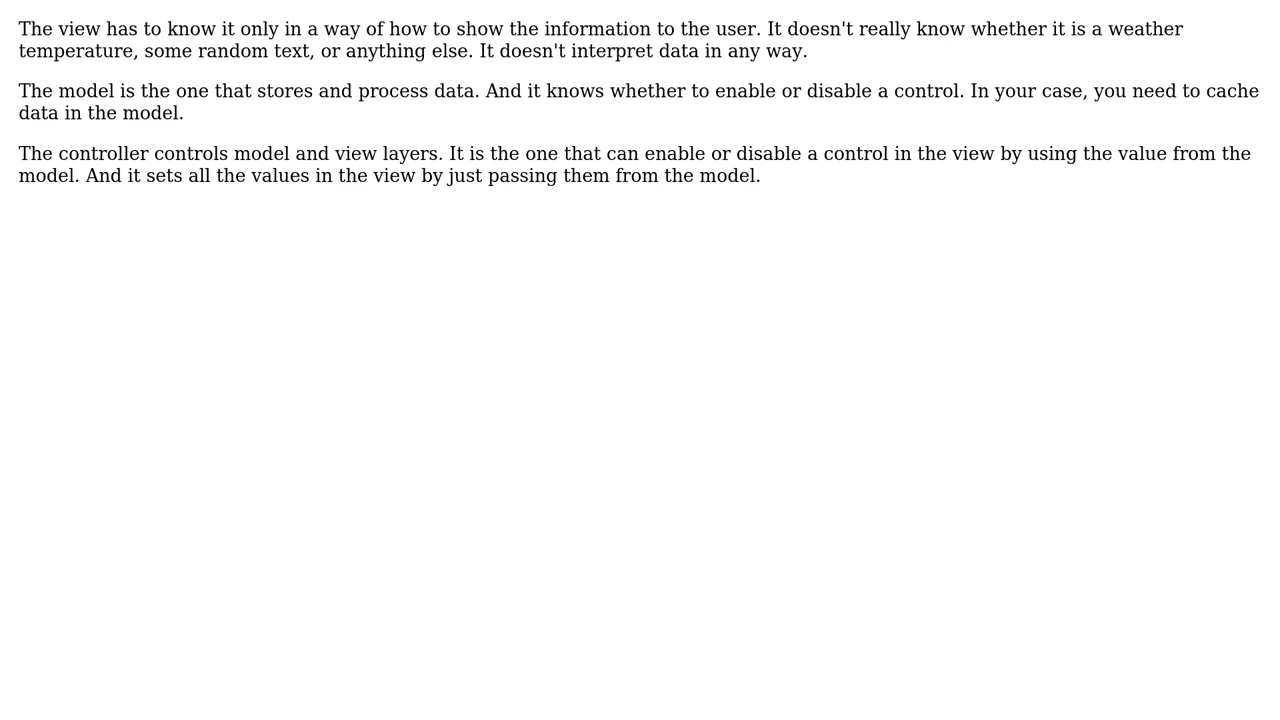 The view has to know it only in a way of how to show the information to the user. It doesn't really know whether it is a weather
temperature, some random text, or anything else. It doesn't interpret data in any way.
The model is the one that stores and process data. And it knows whether to enable or disable a control. In your case, you need to cache
data in the model.
The controller controls model and view layers. It is the one that can enable or disable a control in the view by using the value from the
model. And it sets all the values in the view by just passing them from the model.